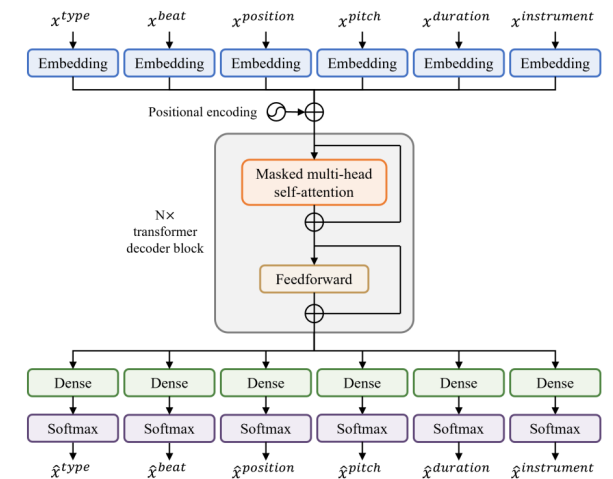 x^type x^beat x^position x^pitch x^duration x^instrument
Embedding Embedding Embedding Embedding Embedding Embedding
Positional encoding
Masked multi-head
self-attention
N×
transformer
decoder block
Feedforward
Dense Dense Dense Dense Dense Dense
Softmax Softmax Softmax Softmax Softmax Softmax
x̂^type x̂^beat x̂^position x̂^pitch x̂^duration x̂^instrument